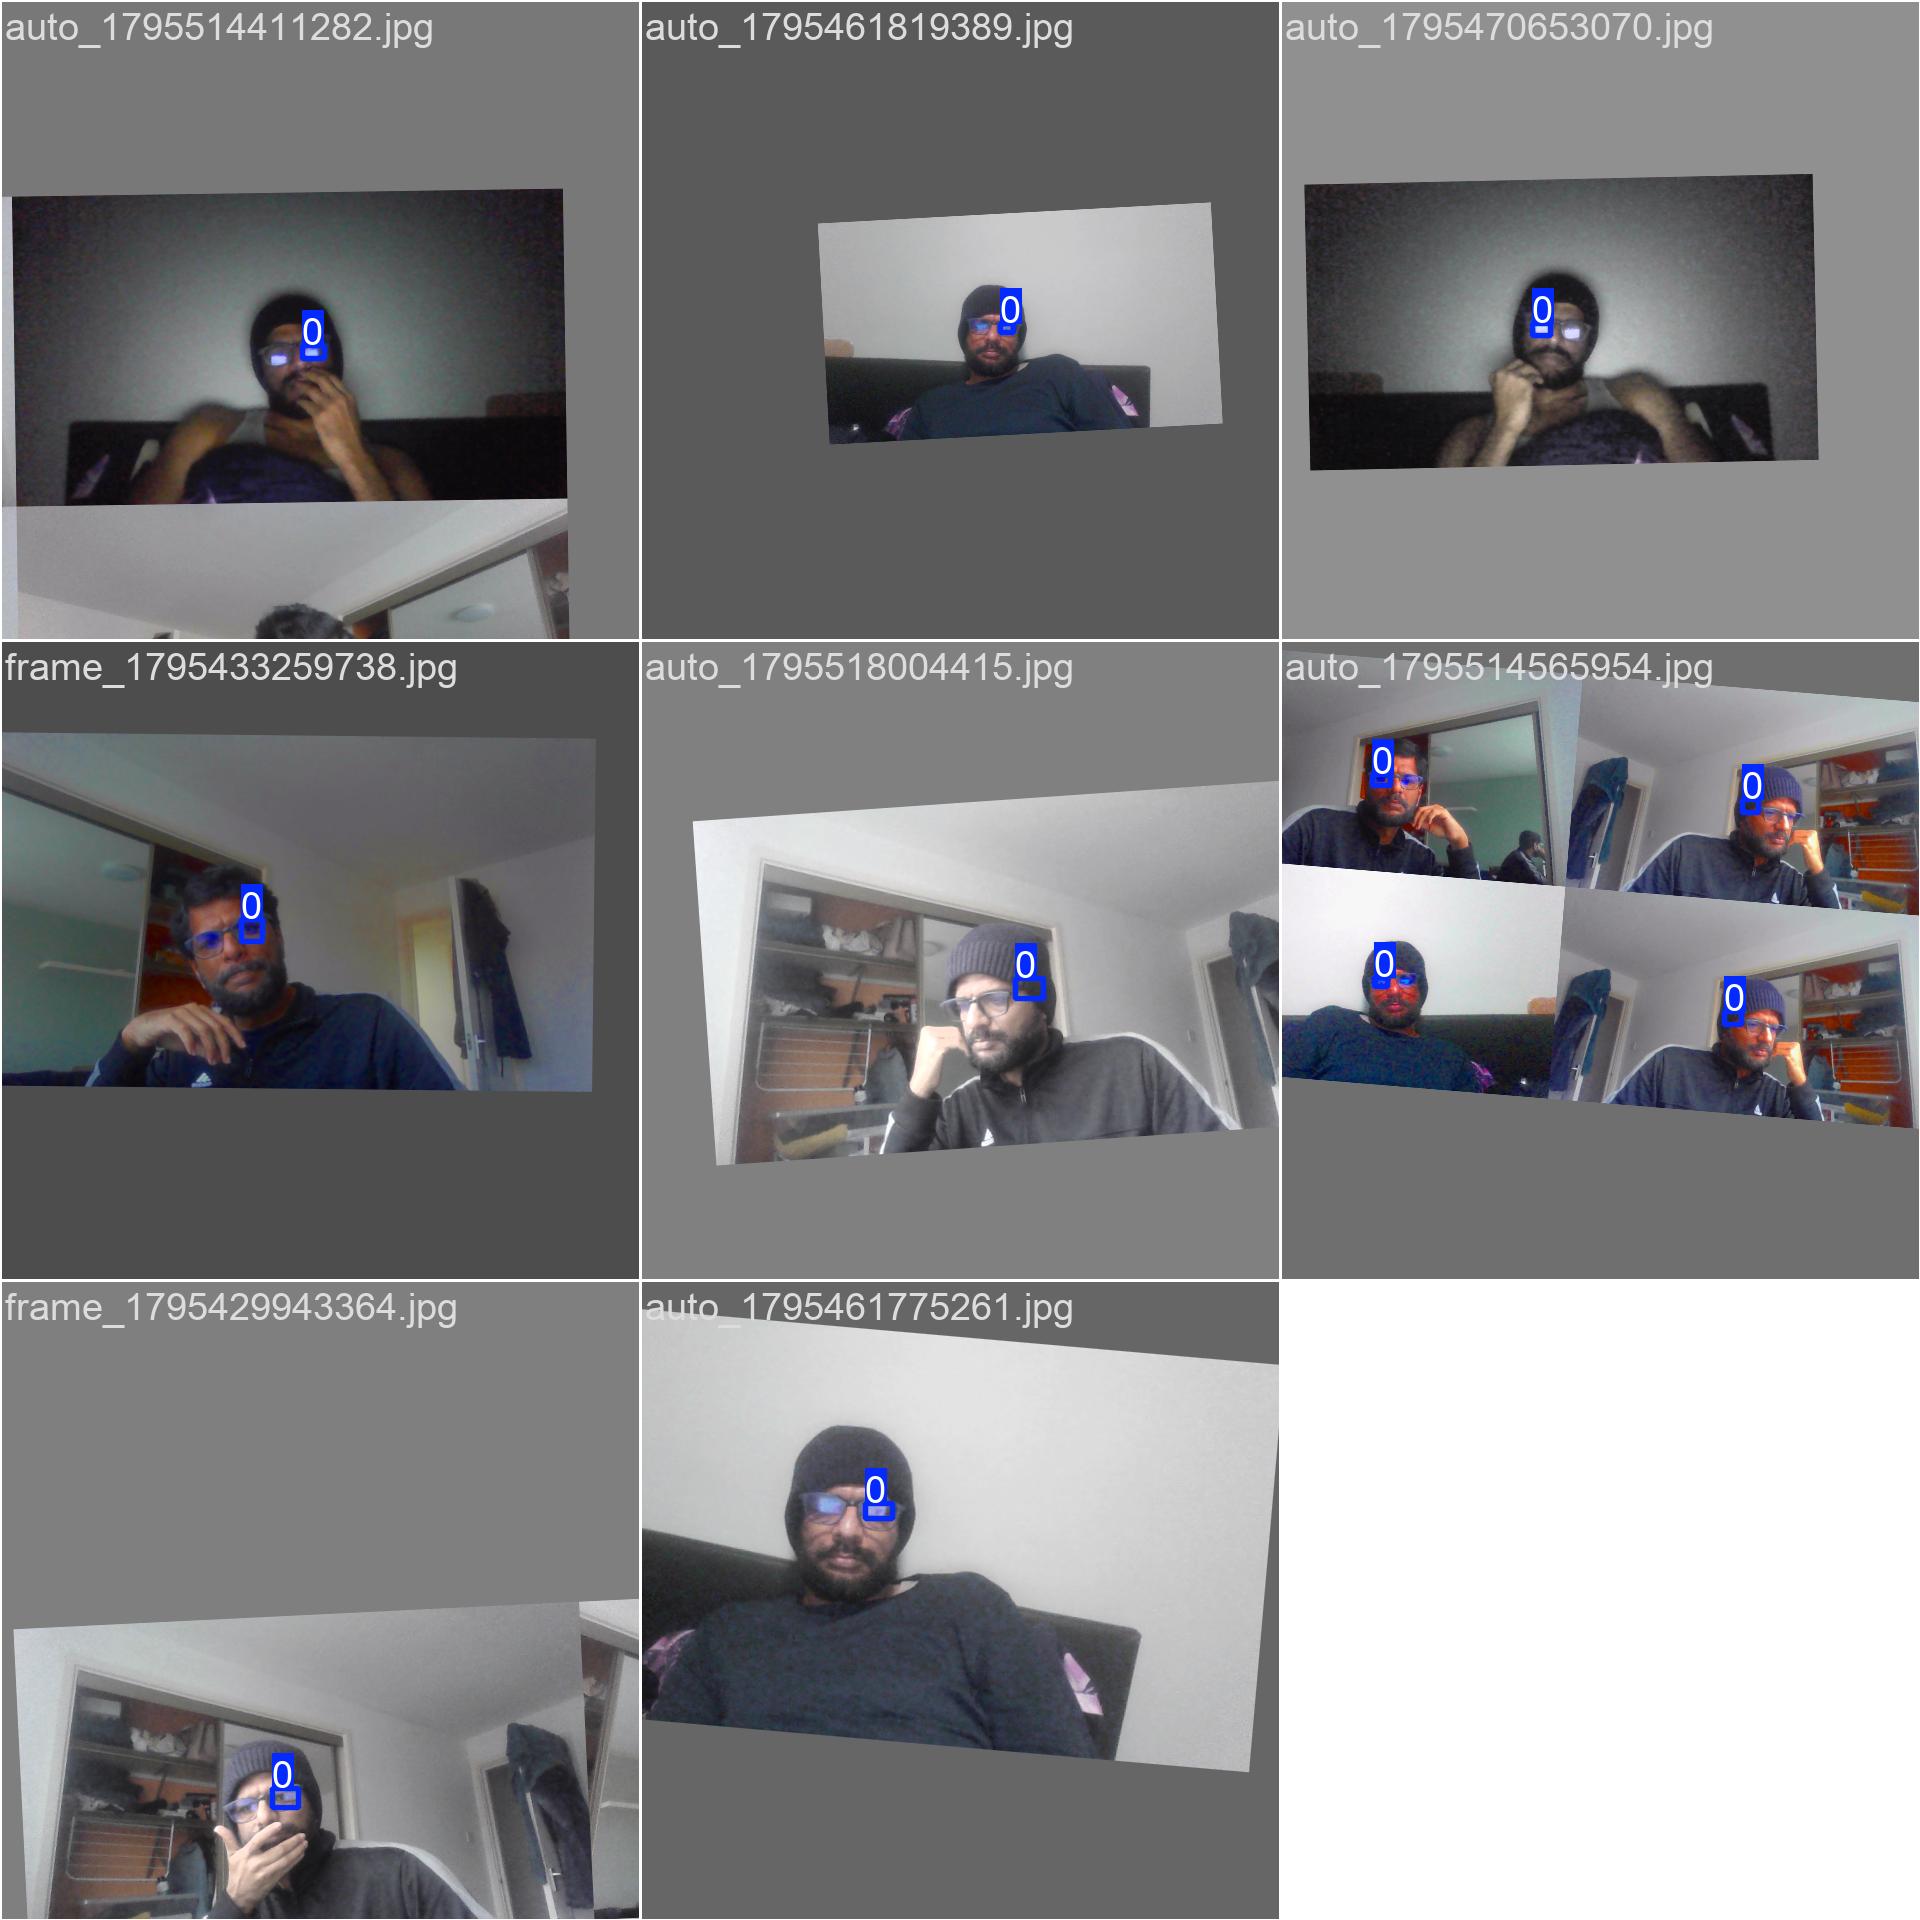 auto_1795514411282.jpg
auto_1795461819389.jpg
auto_1795470653070.jpg
0
0
0
frame_1795433259738.jpg
auto_1795518004415.jpg
auto_1795514565954.jpg
0
0
0
0
0
0
frame_1795429943364.jpg
auto_1795461775261.jpg
0
0